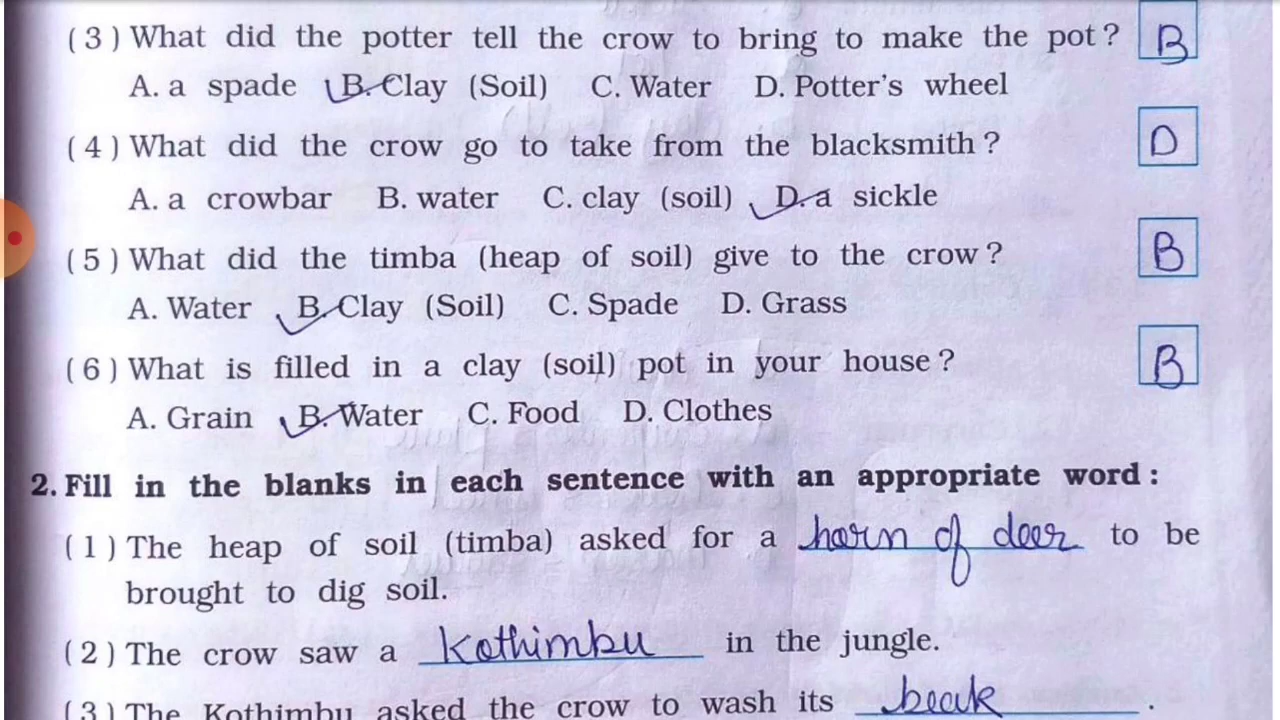 (3) What did the potter tell the crow to bring to make the pot? B
A. a spade B. Clay (Soil) C. Water D. Potter's wheel
(4) What did the crow go to take from the blacksmith? D
A. a crowbar B. water C. clay (soil) D. a sickle
(5) What did the timba (heap of soil) give to the crow? B
A. Water B. Clay (Soil) C. Spade D. Grass
(6) What is filled in a clay (soil) pot in your house? B
A. Grain B. Water C. Food D. Clothes
2. Fill in the blanks in each sentence with an appropriate word:
(1) The heap of soil (timba) asked for a horn of deer to be
brought to dig soil.
(2) The crow saw a Kothimbu in the jungle.
(3) The Kothimbu asked the crow to wash its beak.